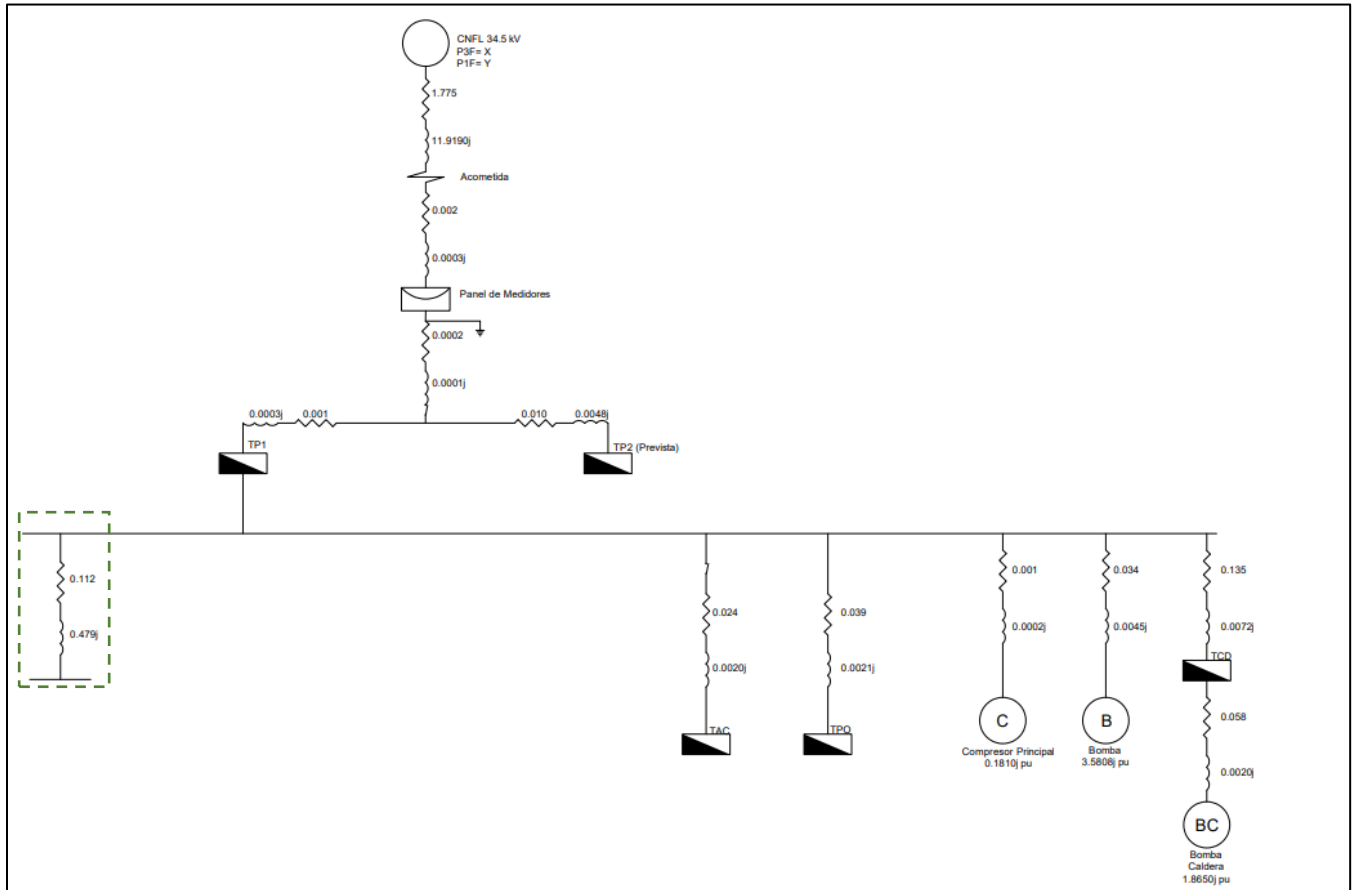 CNFL 34.5 kV
P3F= X
P1F= Y
1.775
11.9190j
Acometida
0.002
0.0003j
Panel de Medidores
0.0002
0.0001j
0.0003j 0.001
0.010 0.0048j
TP1
TP2 (Prevista)
0.112
0.479j
0.024
0.0020j
TAC
0.039
0.0021j
TPO
0.001
0.0002j
C
Compresor Principal
0.1810j pu
0.034
0.0045j
B
Bomba
3.5808j pu
0.135
0.0072j
TCD
0.058
0.0020j
BC
Bomba
Caldera
1.8650j pu